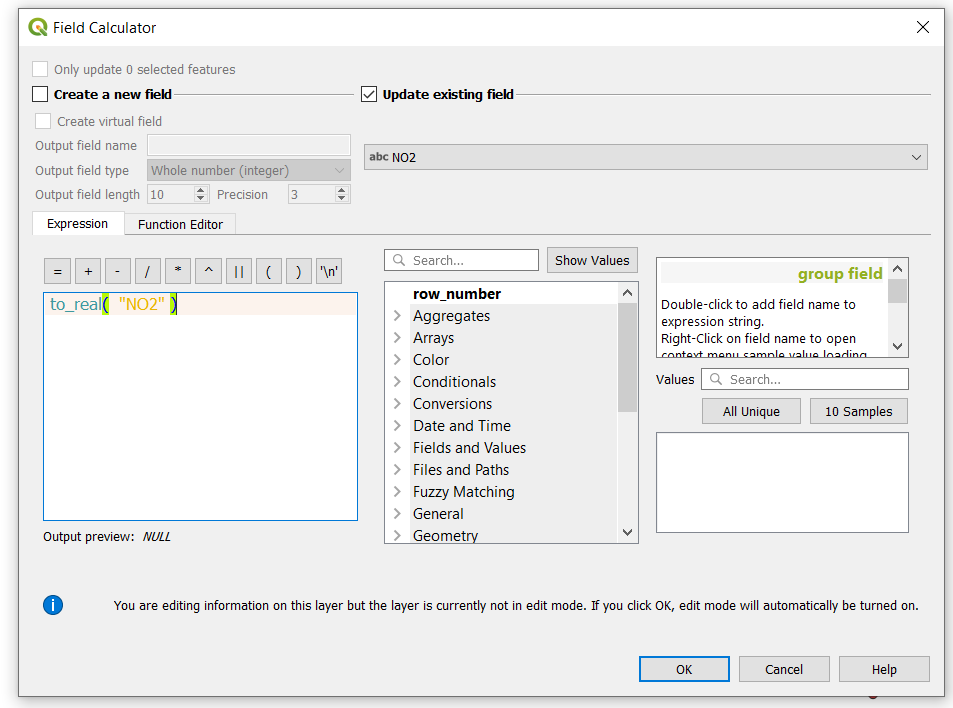 Field Calculator
Only update 0 selected features
Create a new field
Update existing field
Create virtual field
Output field name
abc NO2
Output field type Whole number (integer)
Output field length 10 Precision 3
Expression Function Editor
= + - / * ^ || ( ) '\n'
to_real( "NO2" )
Output preview: NULL
Search... Show Values
row_number
Aggregates
Arrays
Color
Conditionals
Conversions
Date and Time
Fields and Values
Files and Paths
Fuzzy Matching
General
Geometry
group field
Double-click to add field name to
expression string.
Right-Click on field name to open
context menu sample value loading
Values Search...
All Unique 10 Samples
You are editing information on this layer but the layer is currently not in edit mode. If you click OK, edit mode will automatically be turned on.
OK Cancel Help